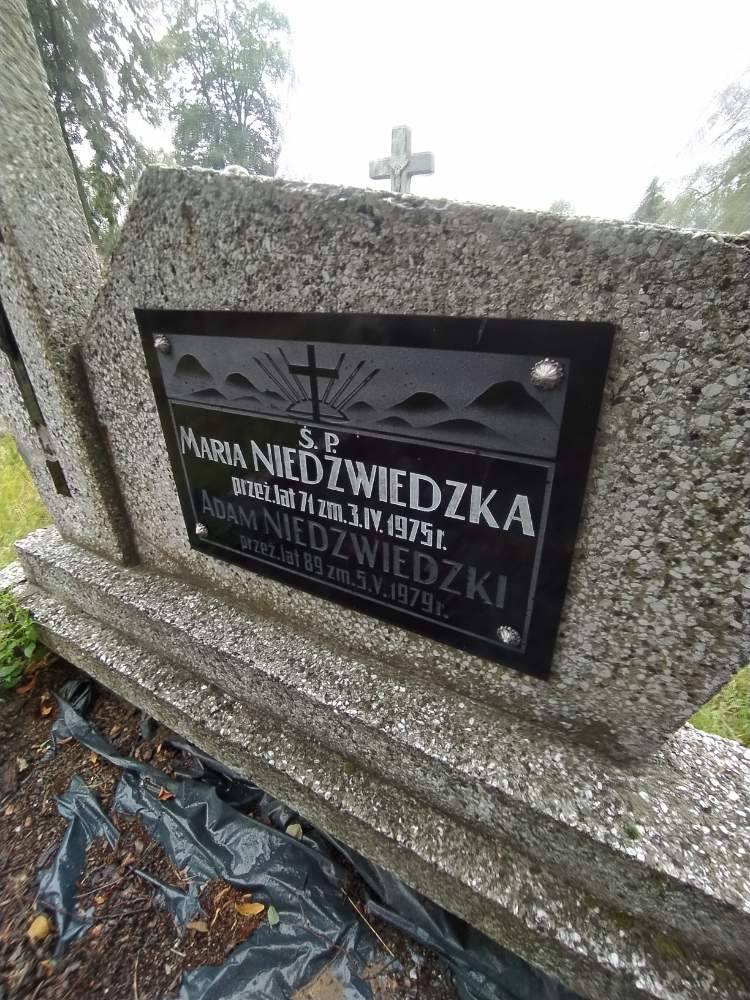 Ś. P.
MARIA NIEDŹWIEDZKA
przeż. lat 71 zm. 3.IV. 1975 r.
ADAM NIEDŹWIEDZKI
przeż. lat 89 zm. 5.V. 1979 r.